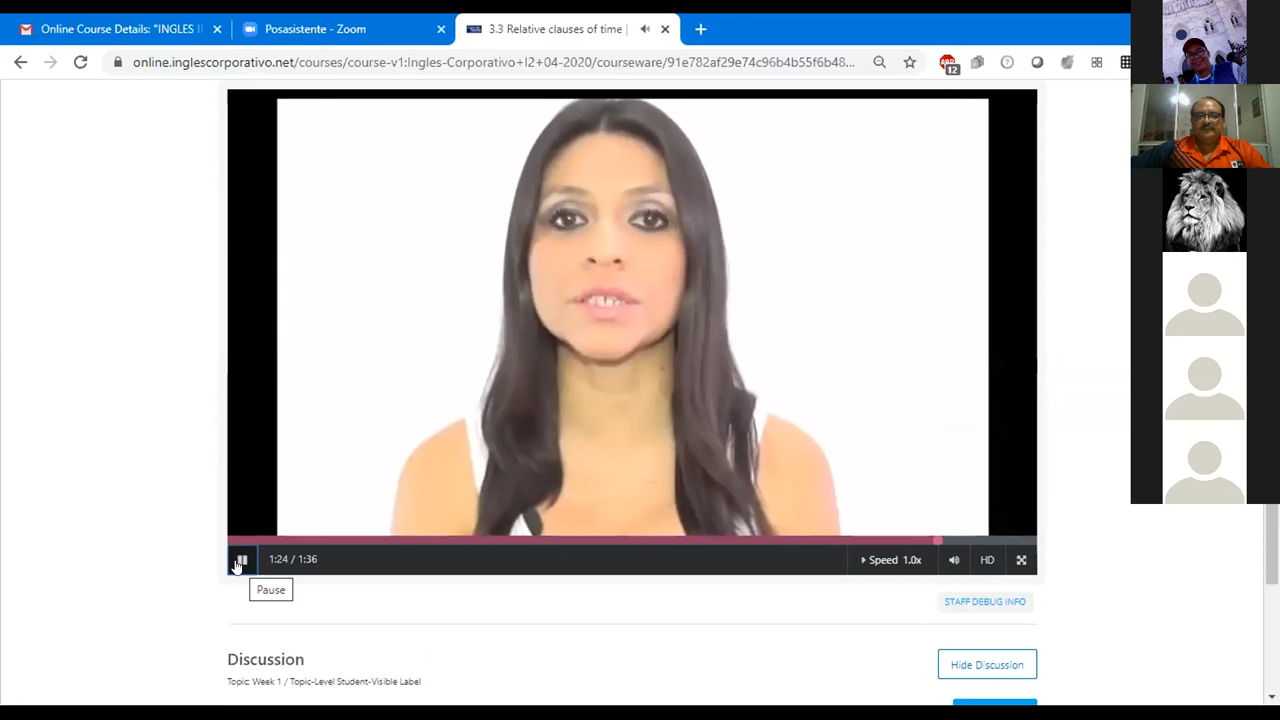 Online Course Details: "INGLES I
Posasistente - Zoom
3.3 Relative clauses of time |
online.inglescorporativo.net/courses/course-v1:Ingles-Corporativo+I2+04-2020/courseware/91e782af29e74c96b4b55f6b48...
12
1:24 / 1:36
Speed 1.0x
HD
Pause
STAFF DEBUG INFO
Discussion
Hide Discussion
Topic: Week 1 / Topic-Level Student-Visible Label